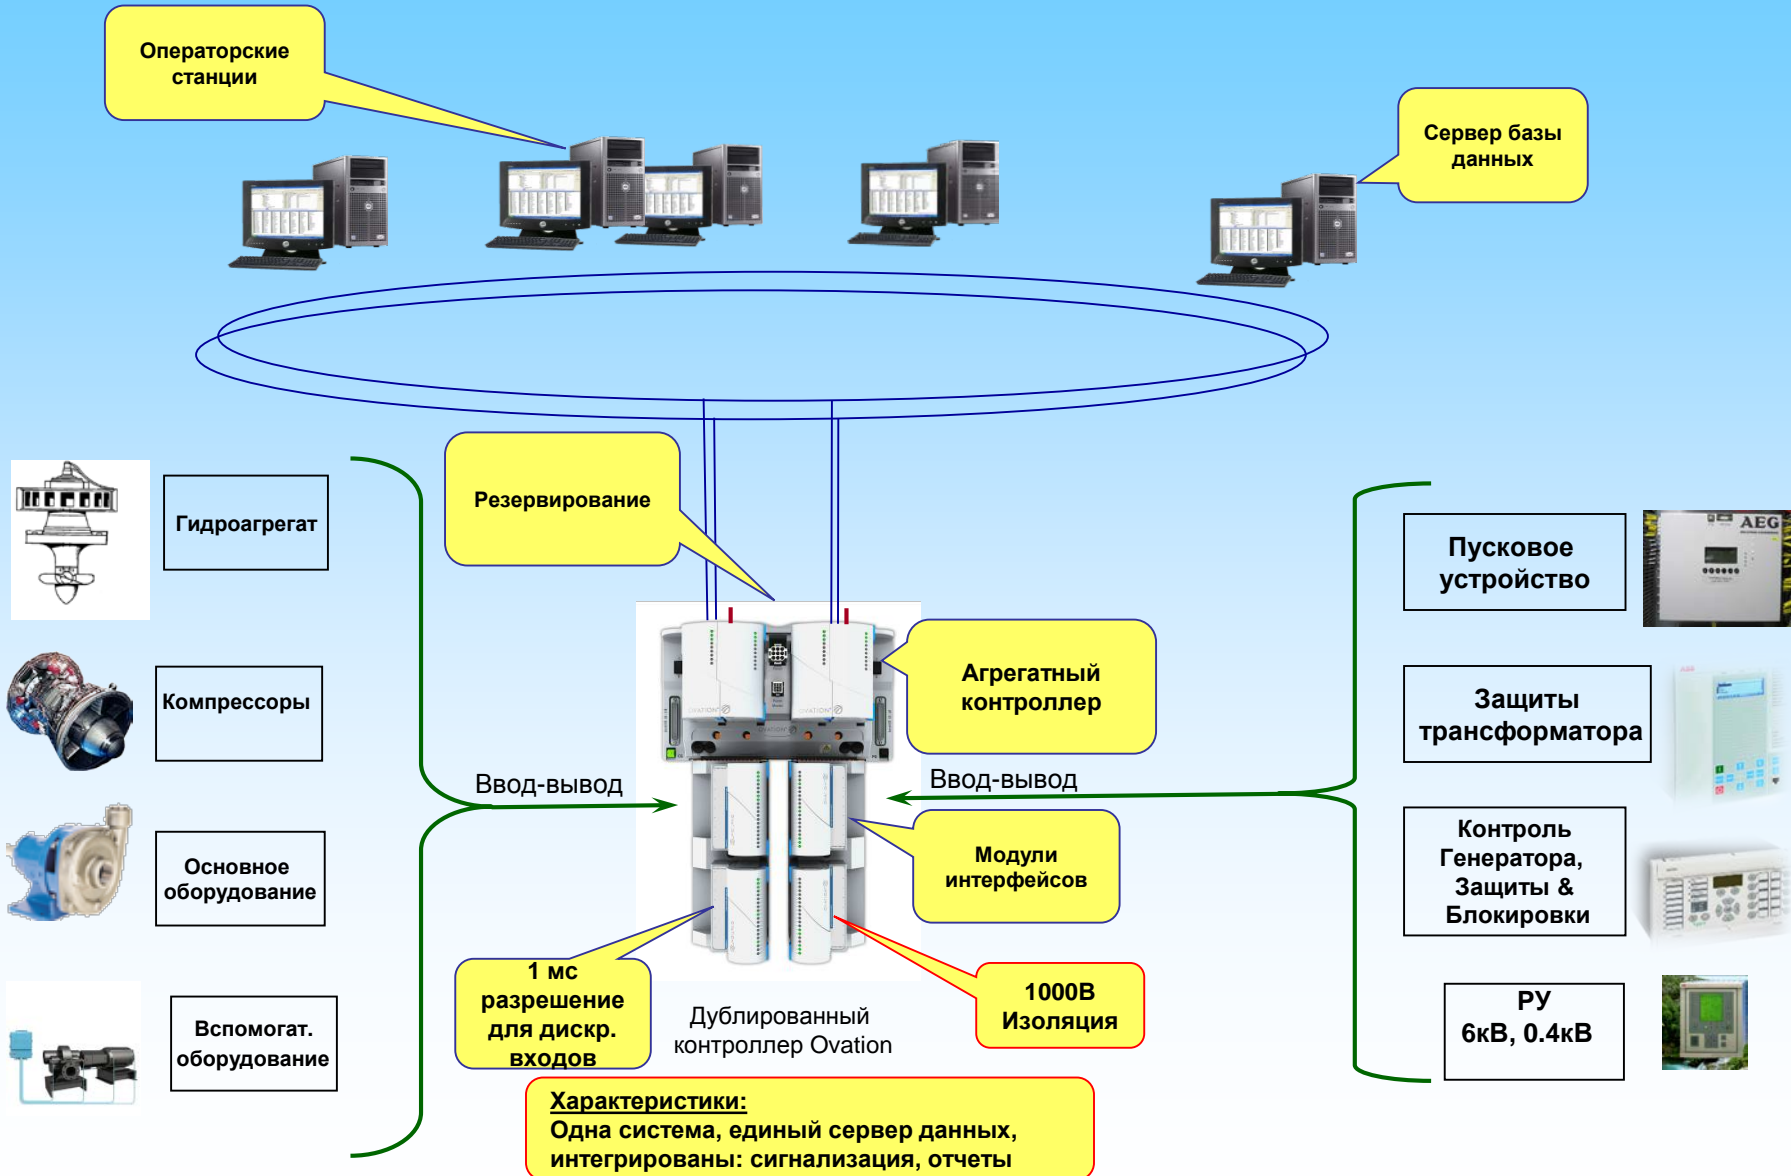 Операторские
станции
Сервер базы
данных
Резервирование
Гидроагрегат
Компрессоры
Основное
оборудование
Вспомогат.
оборудование
Ввод-вывод
Ввод-вывод
Агрегатный
контроллер
Модули
интерфейсов
1 мс
разрешение
для дискр.
входов
1000В
Изоляция
Дублированный
контроллер Ovation
Характеристики:
Одна система, единый сервер данных,
интегрированы: сигнализация, отчеты
Пусковое
устройство
AEG
Защиты
трансформатора
ABB
Контроль
Генератора,
Защиты &
Блокировки
РУ
6кВ, 0.4кВ